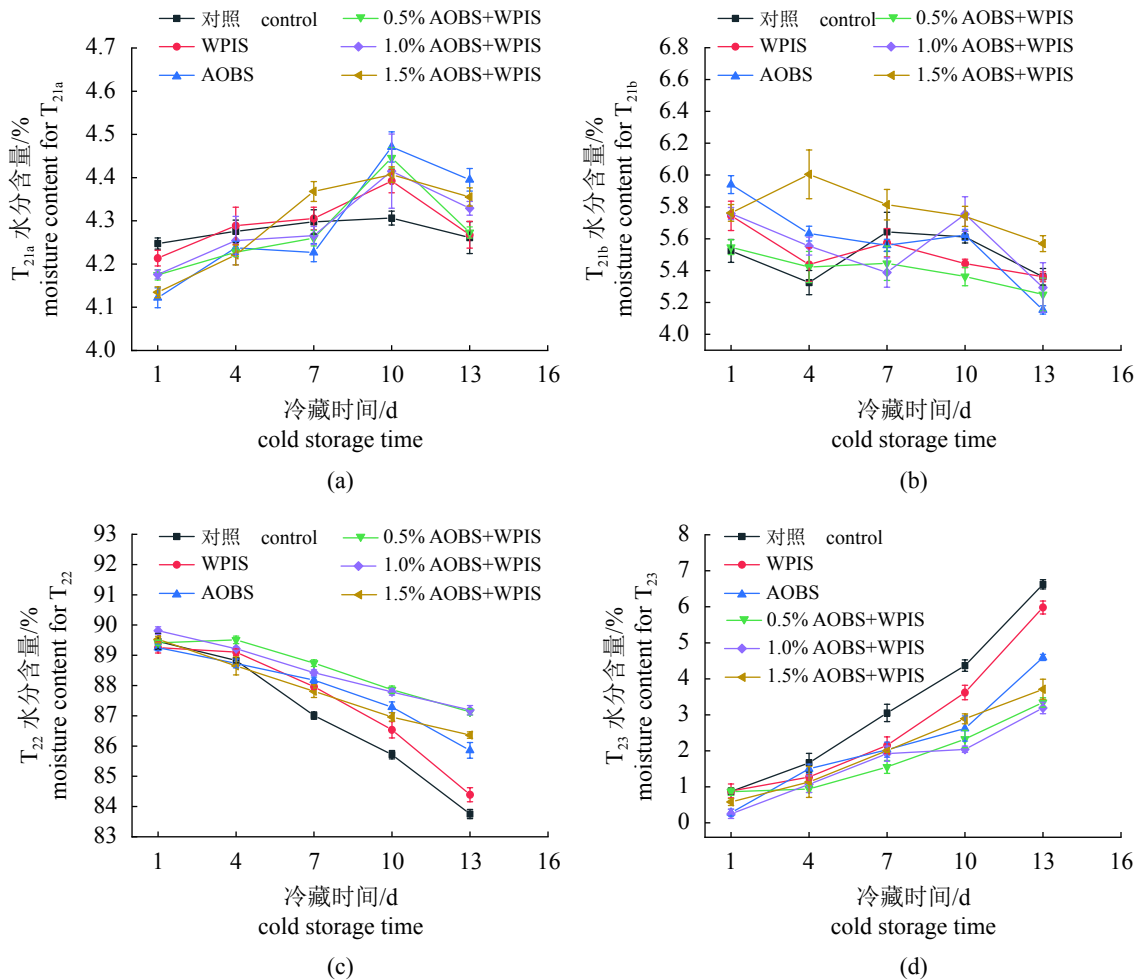 对照 control
WPIS
AOBS
0.5% AOBS+WPIS
1.0% AOBS+WPIS
1.5% AOBS+WPIS
T21a 水分含量/%
moisture content for T21a
4.7
4.6
4.5
4.4
4.3
4.2
4.1
4.0
1 4 7 10 13 16
冷藏时间/d
cold storage time
(a)
对照 control
WPIS
AOBS
0.5% AOBS+WPIS
1.0% AOBS+WPIS
1.5% AOBS+WPIS
T21b 水分含量/%
moisture content for T21b
6.8
6.6
6.4
6.2
6.0
5.8
5.6
5.4
5.2
5.0
1 4 7 10 13 16
冷藏时间/d
cold storage time
(b)
对照 control
WPIS
AOBS
0.5% AOBS+WPIS
1.0% AOBS+WPIS
1.5% AOBS+WPIS
T22 水分含量/%
moisture content for T22
93
92
91
90
89
88
87
86
85
84
83
1 4 7 10 13 16
冷藏时间/d
cold storage time
(c)
对照 control
WPIS
AOBS
0.5% AOBS+WPIS
1.0% AOBS+WPIS
1.5% AOBS+WPIS
T23 水分含量/%
moisture content for T23
8
7
6
5
4
3
2
1
0
1 4 7 10 13 16
冷藏时间/d
cold storage time
(d)